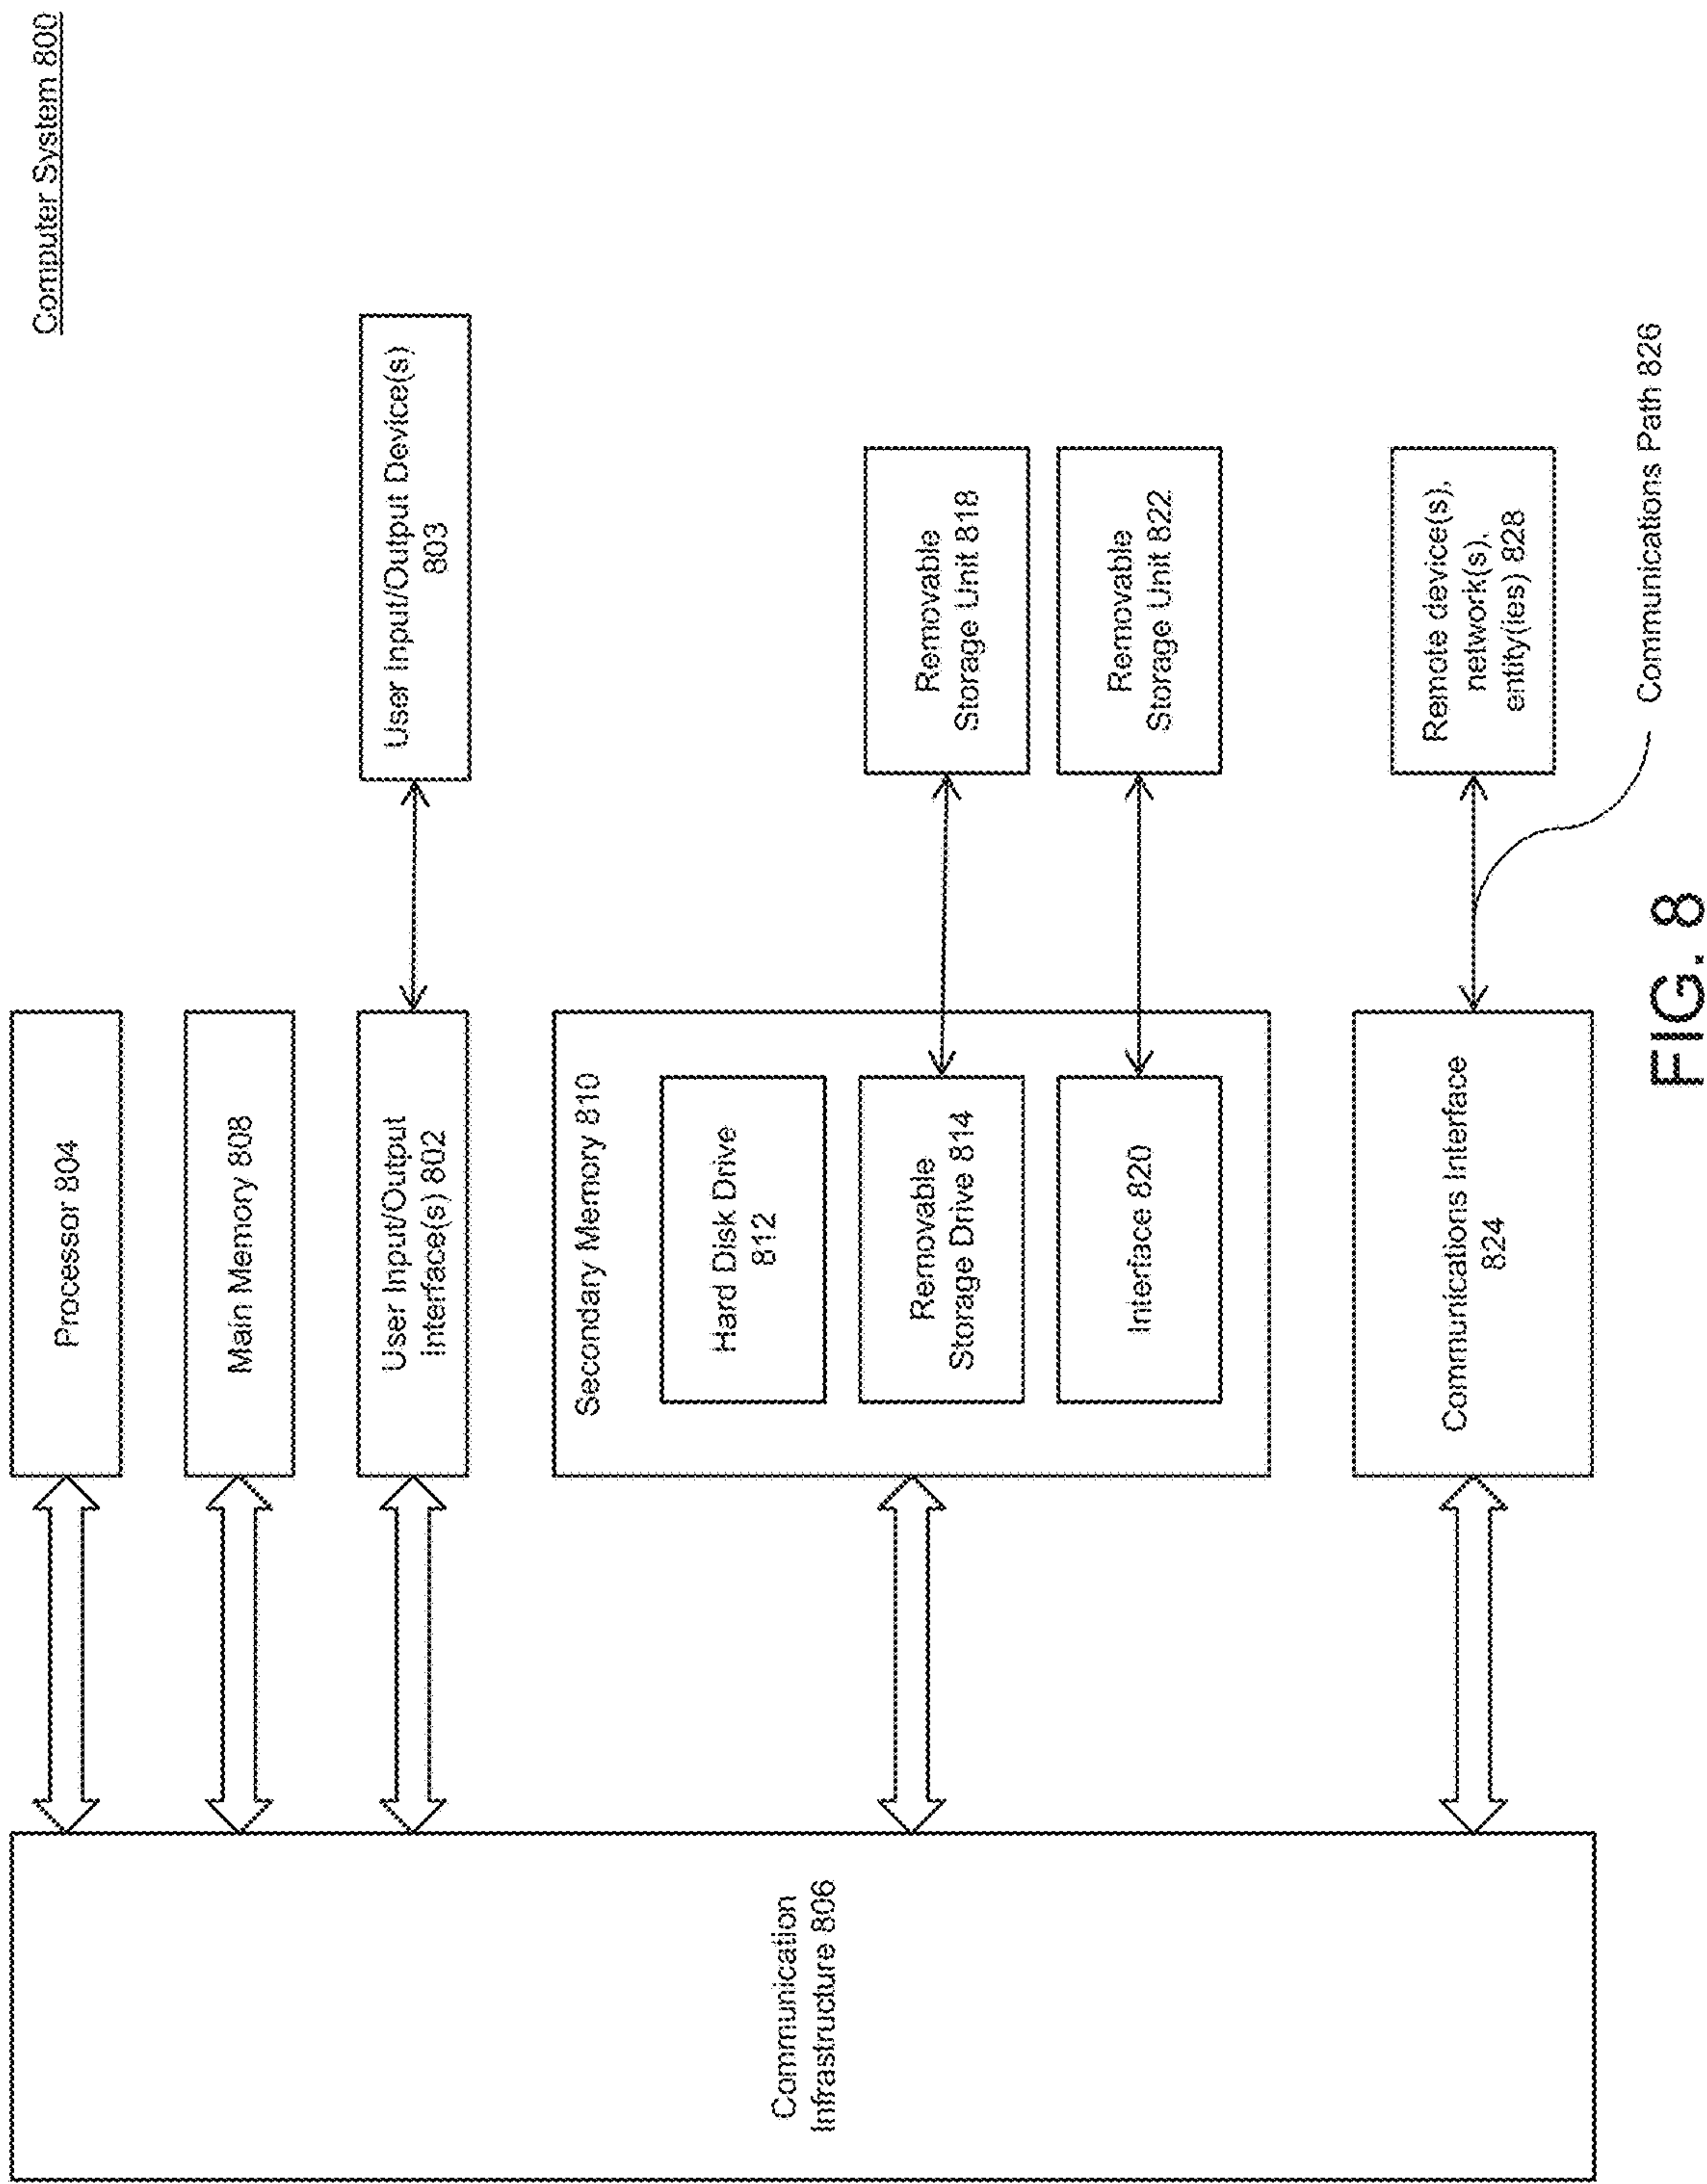 Computer System 800
Processor 804
Main Memory 808
User Input/Output
Interface(s) 802
User Input/Output Device(s)
803
Secondary Memory 810
Hard Disk Drive
812
Removable
Storage Drive 814
Removable
Storage Unit 818
Interface 820
Removable
Storage Unit 822
Communications Interface
824
Remote device(s),
network(s),
entity(ies) 828
Communications Path 826
Communication
Infrastructure 806
FIG. 8